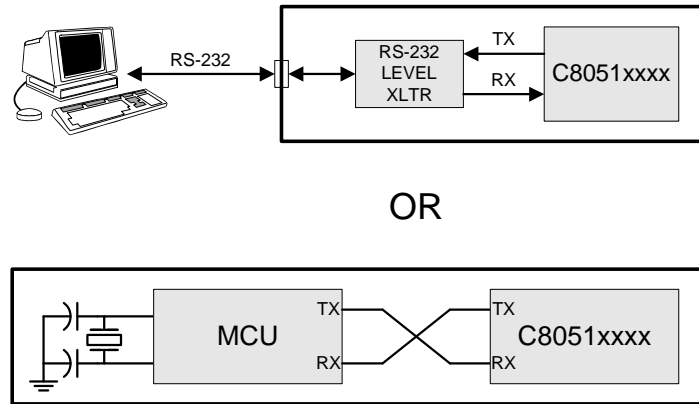 RS-232
RS-232
LEVEL
XLTR
TX
RX
C8051xxxx
OR
MCU
TX
RX
TX
RX
C8051xxxx